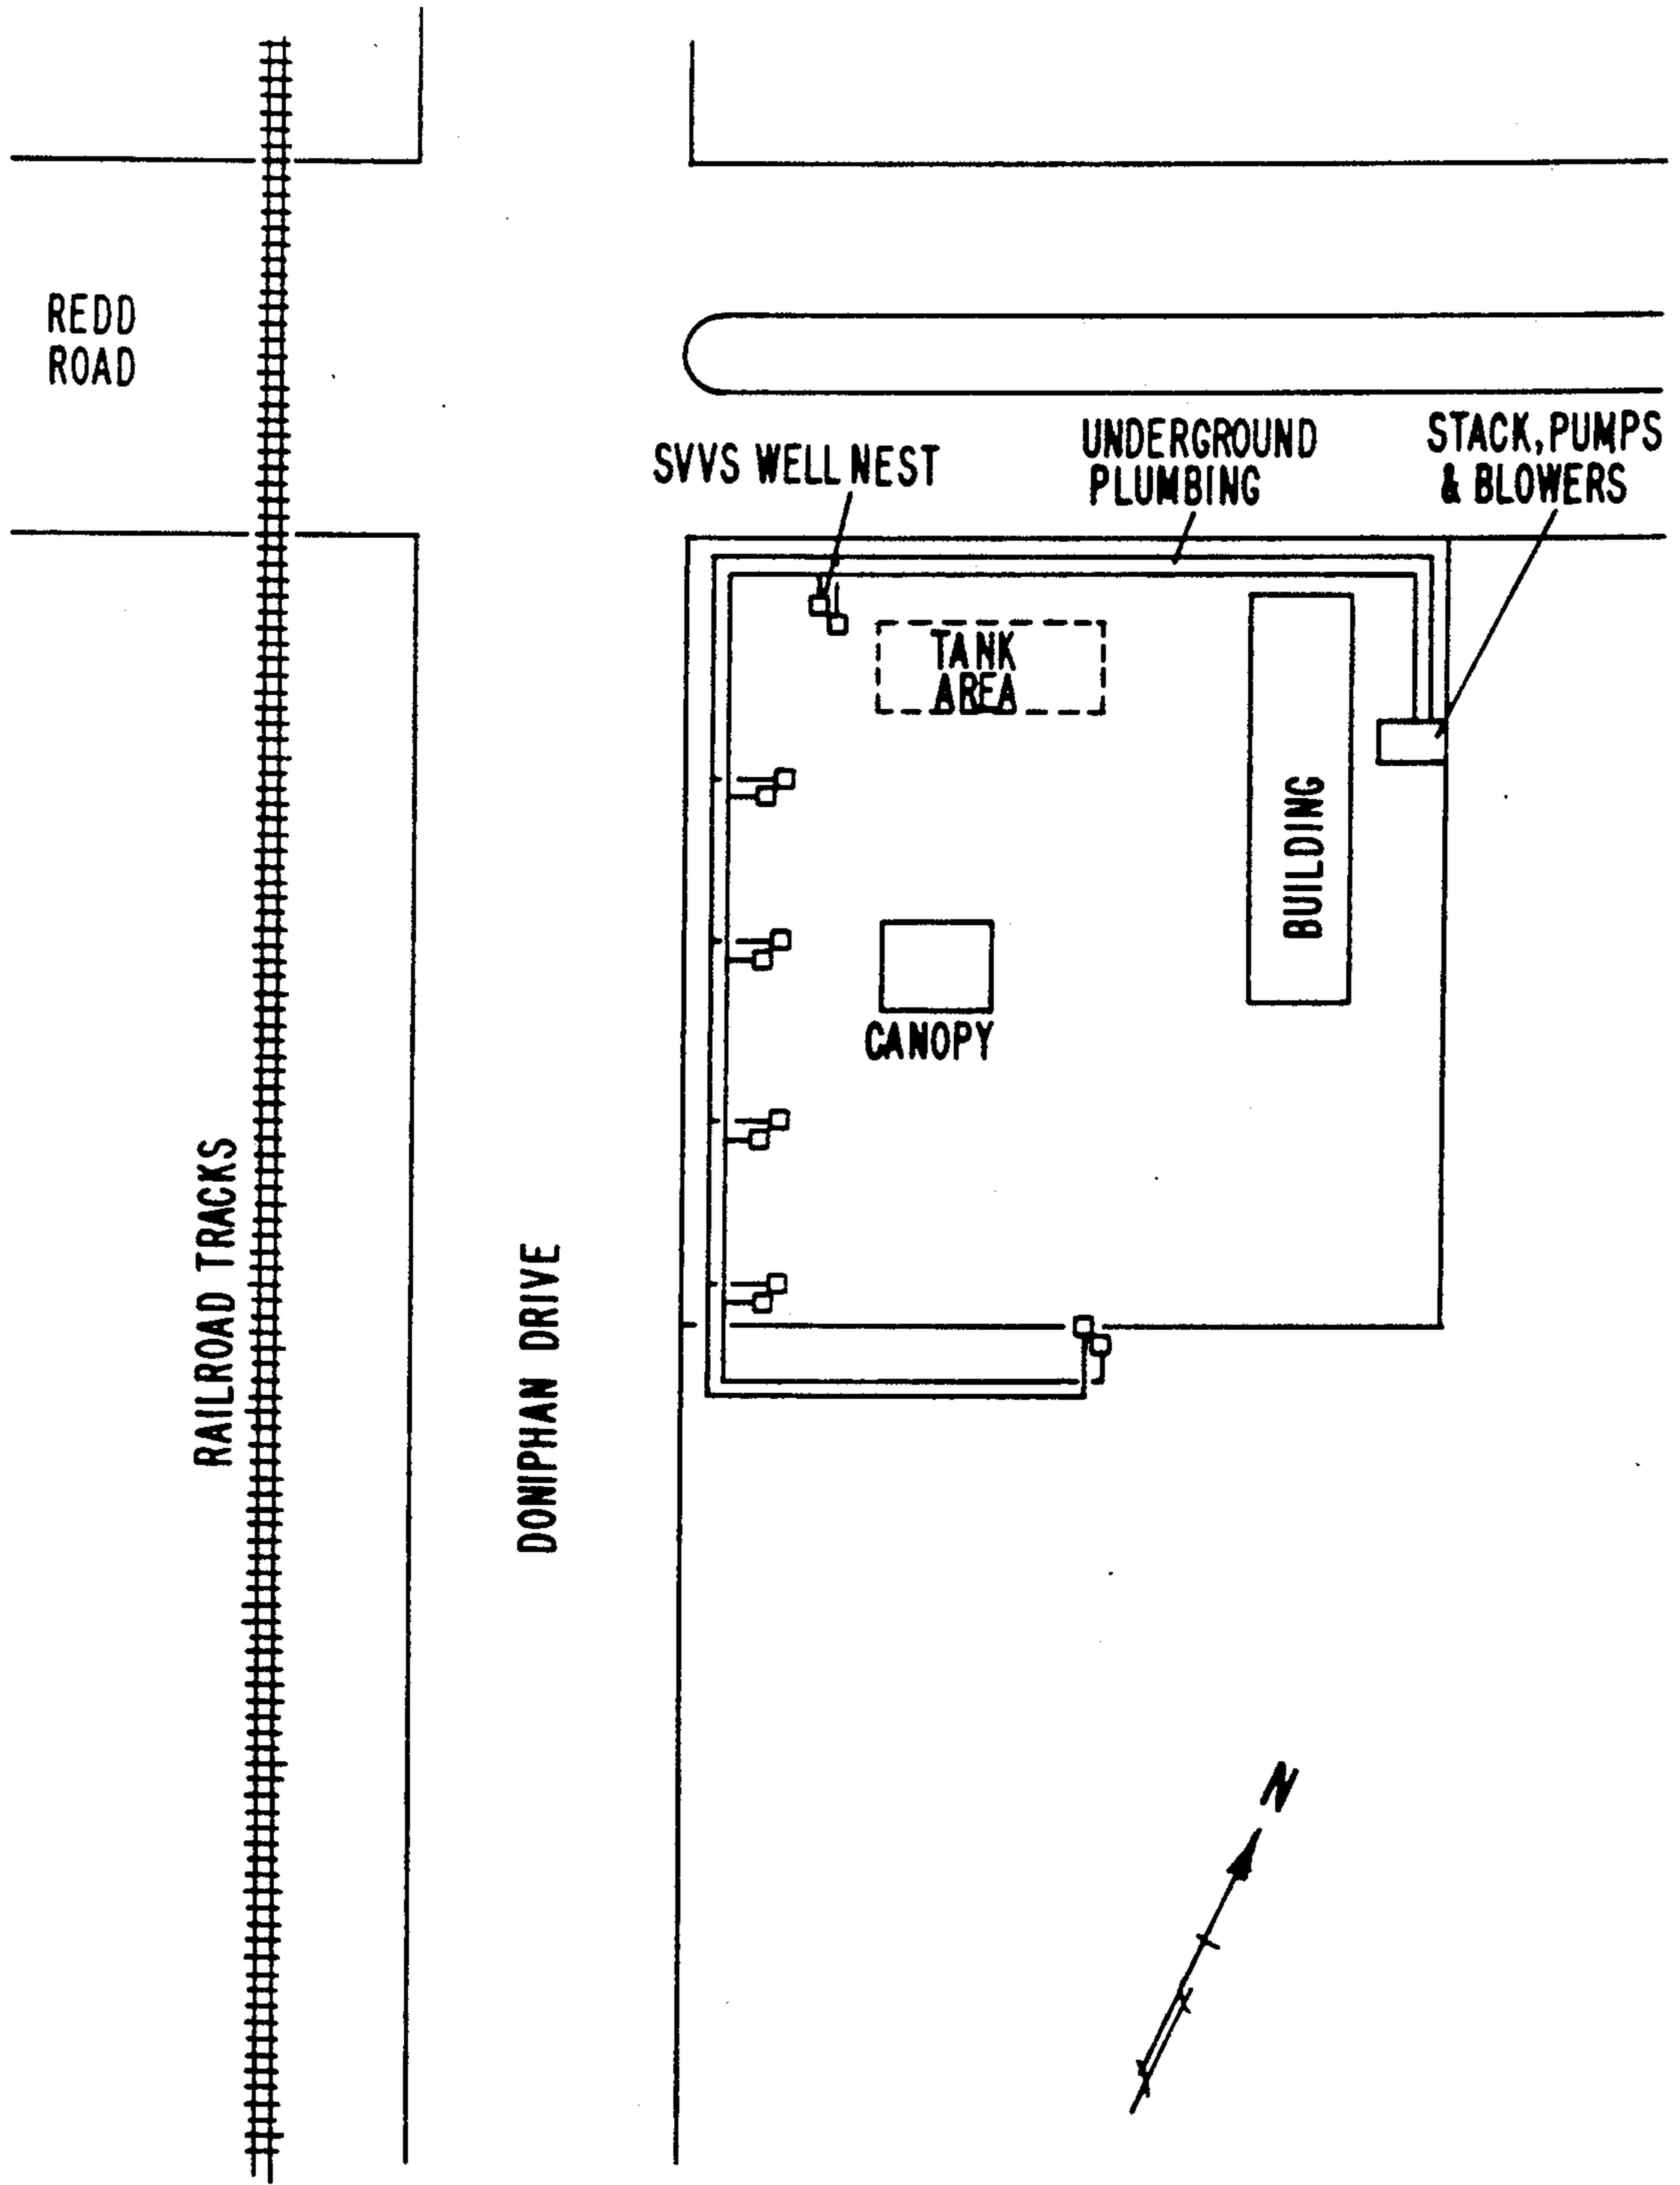 REDD
ROAD
SVVS WELL NEST
UNDERGROUND
PLUMBING
STACK, PUMPS
& BLOWERS
TANK
AREA
BUILDING
CANOPY
RAILROAD TRACKS
DONIPHAN DRIVE
N